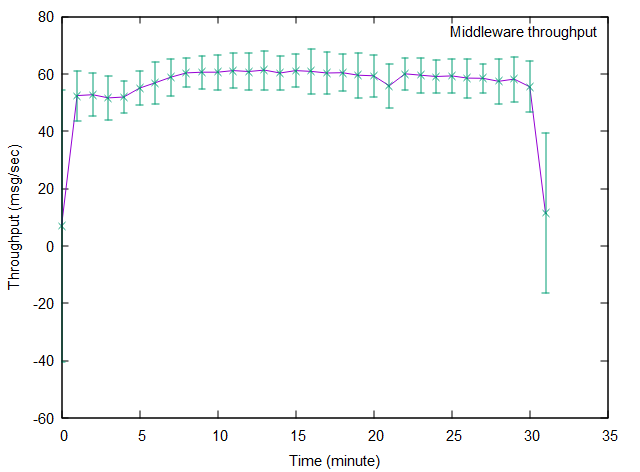 Middleware throughput
80
60
40
20
0
-20
-40
-60
Throughput (msg/sec)
0 5 10 15 20 25 30 35
Time (minute)